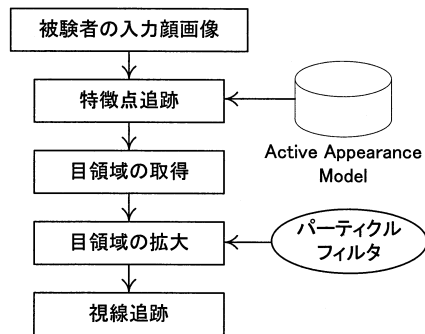 被験者の入力顔画像
特徴点追跡
Active Appearance
Model
目領域の取得
目領域の拡大
パーティクル
フィルタ
視線追跡